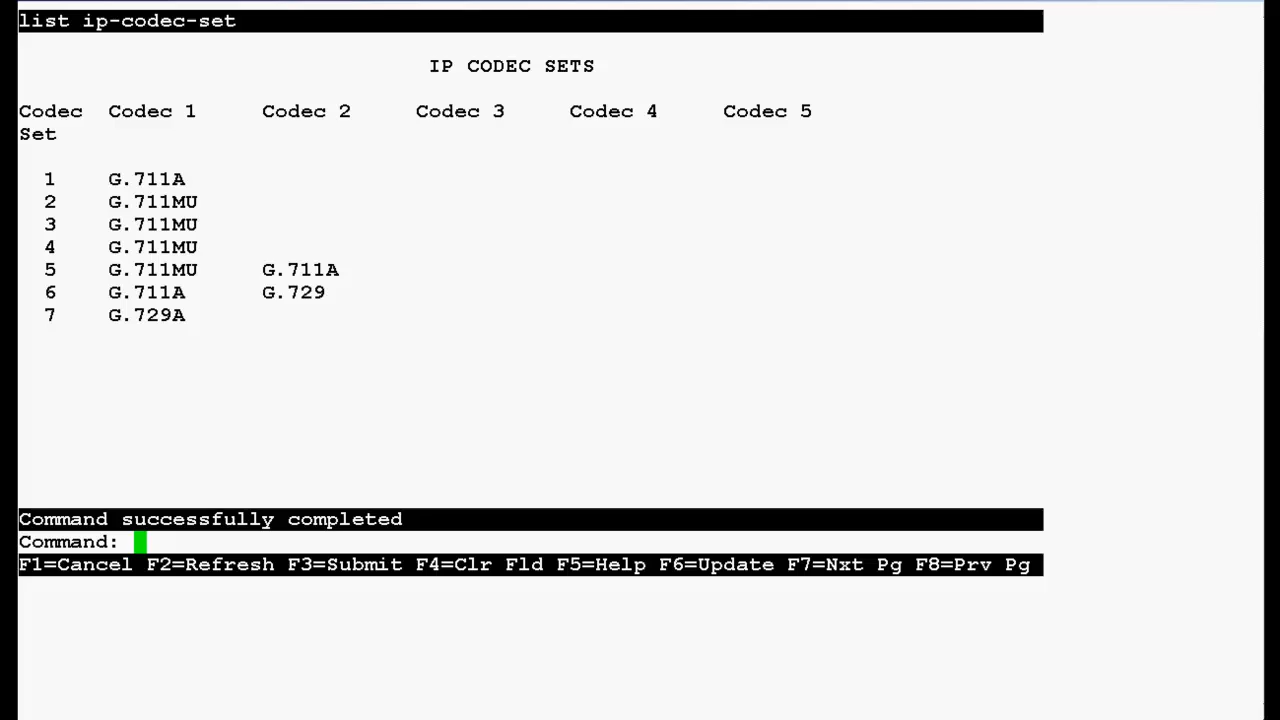 list ip-codec-set
IP CODEC SETS
Codec Codec 1 Codec 2 Codec 3 Codec 4 Codec 5
Set
1 G.711A
2 G.711MU
3 G.711MU
4 G.711MU
5 G.711MU G.711A
6 G.711A G.729
7 G.729A
Command successfully completed
Command:
F1=Cancel F2=Refresh F3=Submit F4=Clr Fld F5=Help F6=Update F7=Nxt Pg F8=Prv Pg